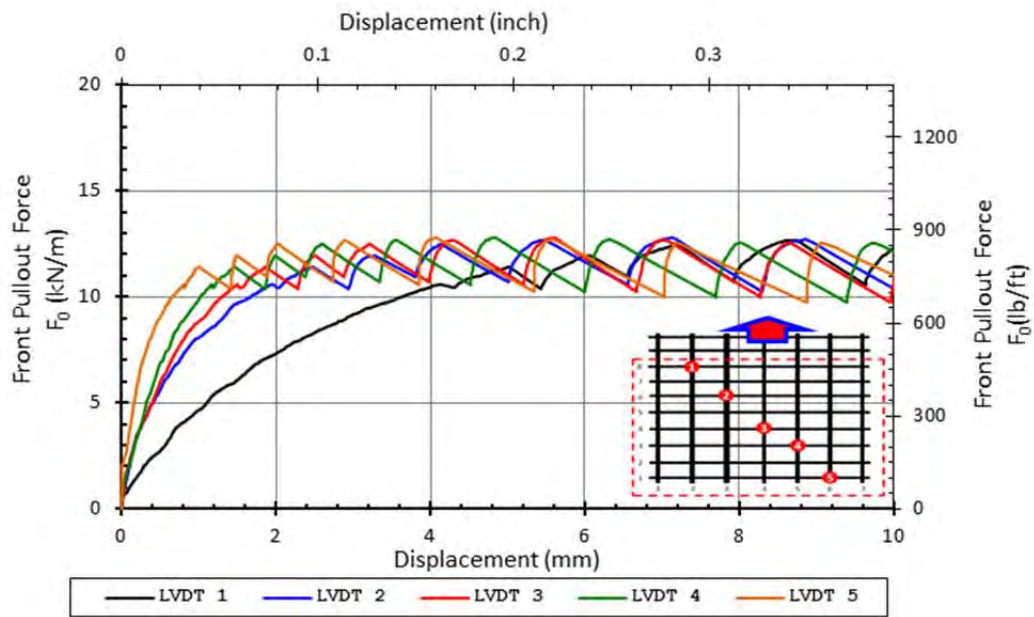 Displacement (inch)
0 0.1 0.2 0.3
20
15
10
5
0
Front Pullout Force
F0 (kN/m)
1200
900
600
300
0
Front Pullout Force
F0(lb/ft)
1
2
3
4
5
0 2 4 6 8 10
Displacement (mm)
LVDT 1 LVDT 2 LVDT 3 LVDT 4 LVDT 5